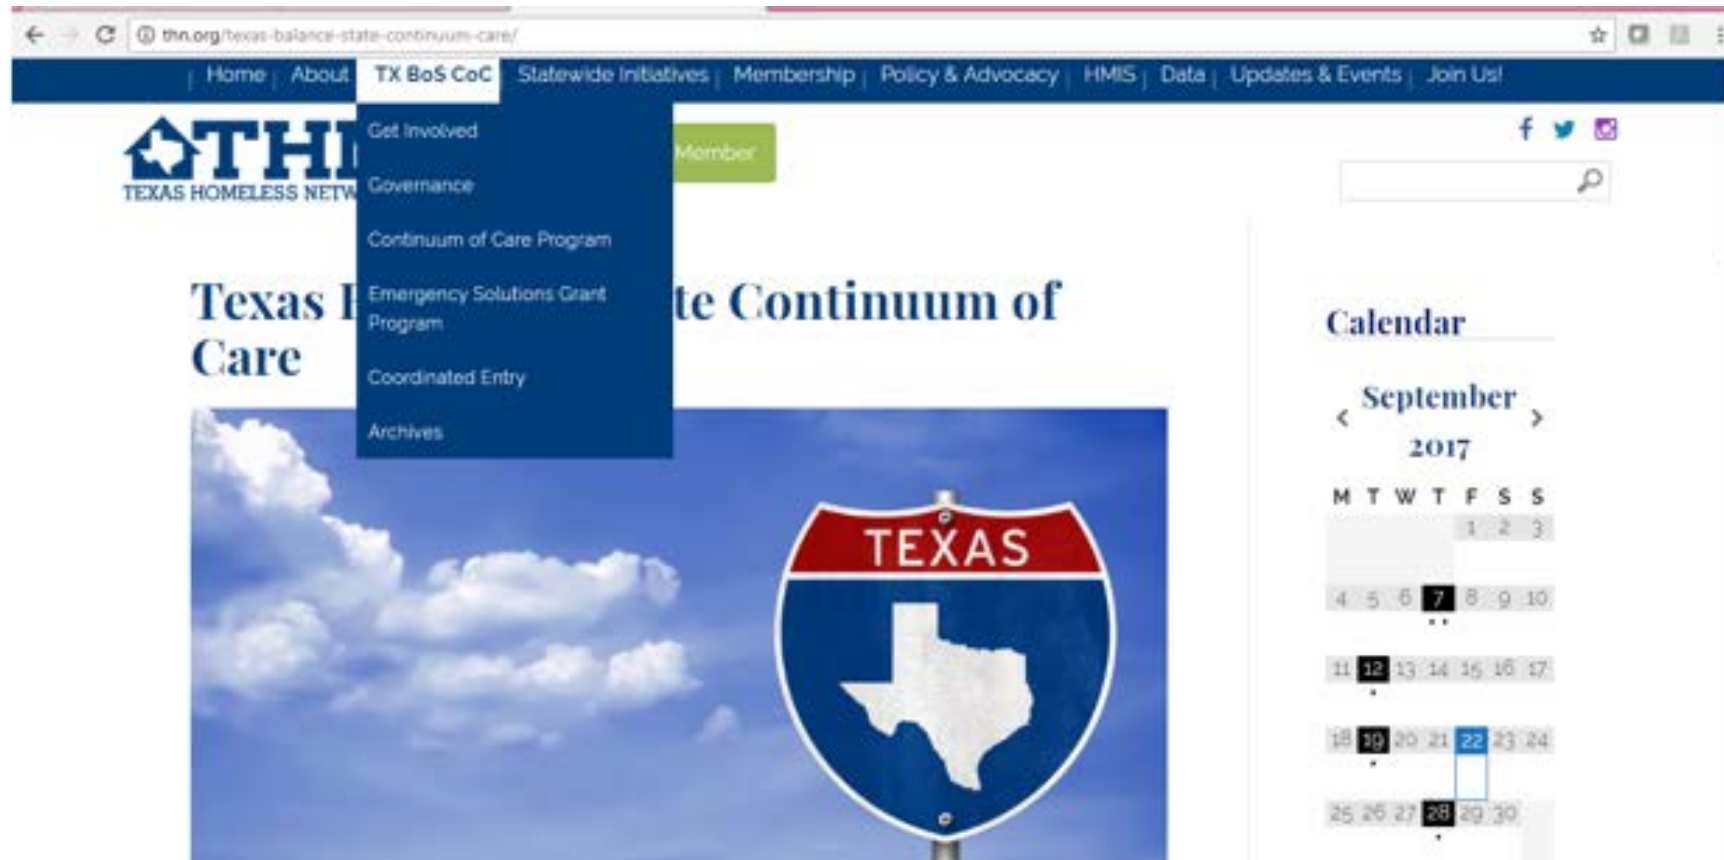 thn.org/texas-balance-state-continuum-care/
Home About TX BoS CoC Statewide Initiatives Membership Policy & Advocacy HMIS Data Updates & Events Join Us!
Get Involved
THN
Member
TEXAS HOMELESS NETW
Governance
Continuum of Care Program
Emergency Solutions Grant
Program
Coordinated Entry
Archives
Texas te Continuum of
Care
TEXAS
Calendar
September
2017
M T W T F S S
1 2 3
4 5 6 7 8 9 10
11 12 13 14 15 16 17
18 19 20 21 22 23 24
25 26 27 28 29 30